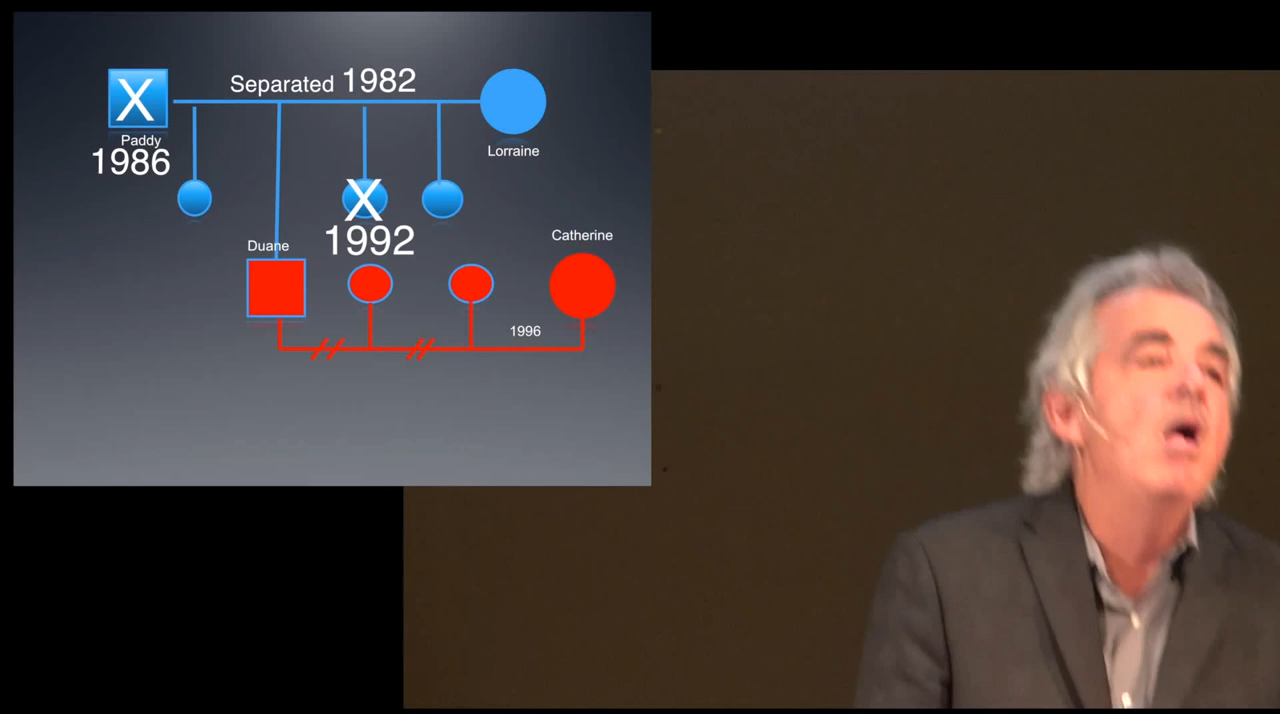 Separated 1982
X
Paddy
1986
Lorraine
X
1992
Duane
Catherine
1996